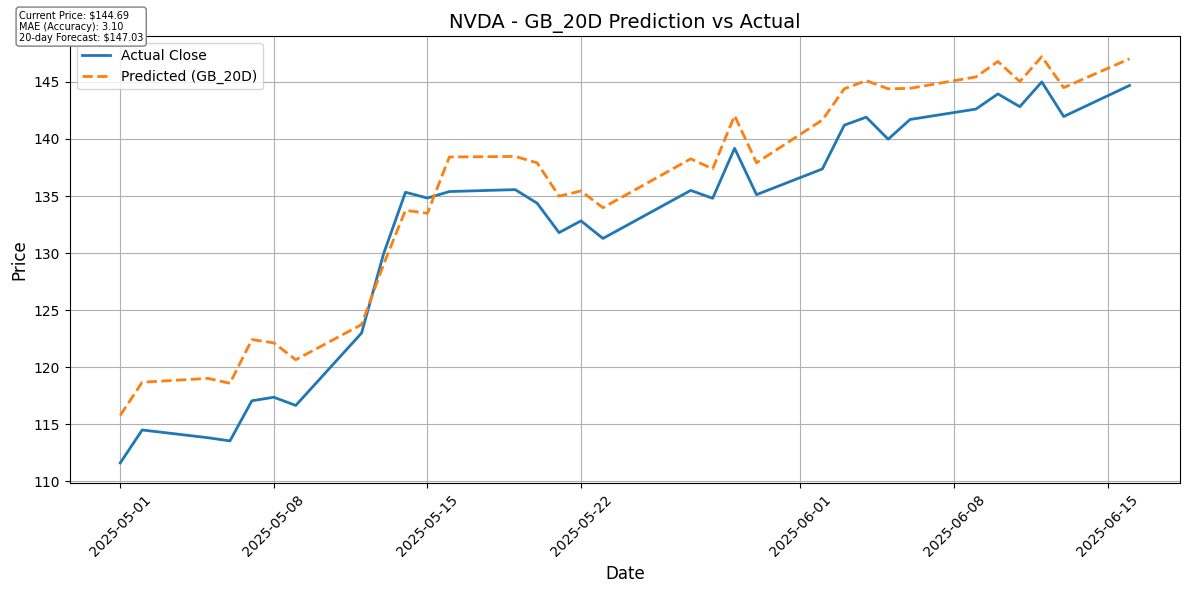 NVDA - GB_20D Prediction vs Actual
Current Price: $144.69
MAE (Accuracy): 3.10
20-day Forecast: $147.03
Actual Close
Predicted (GB_20D)
Price
145
140
135
130
125
120
115
110
2025-05-01
2025-05-08
2025-05-15
2025-05-22
2025-06-01
2025-06-08
2025-06-15
Date